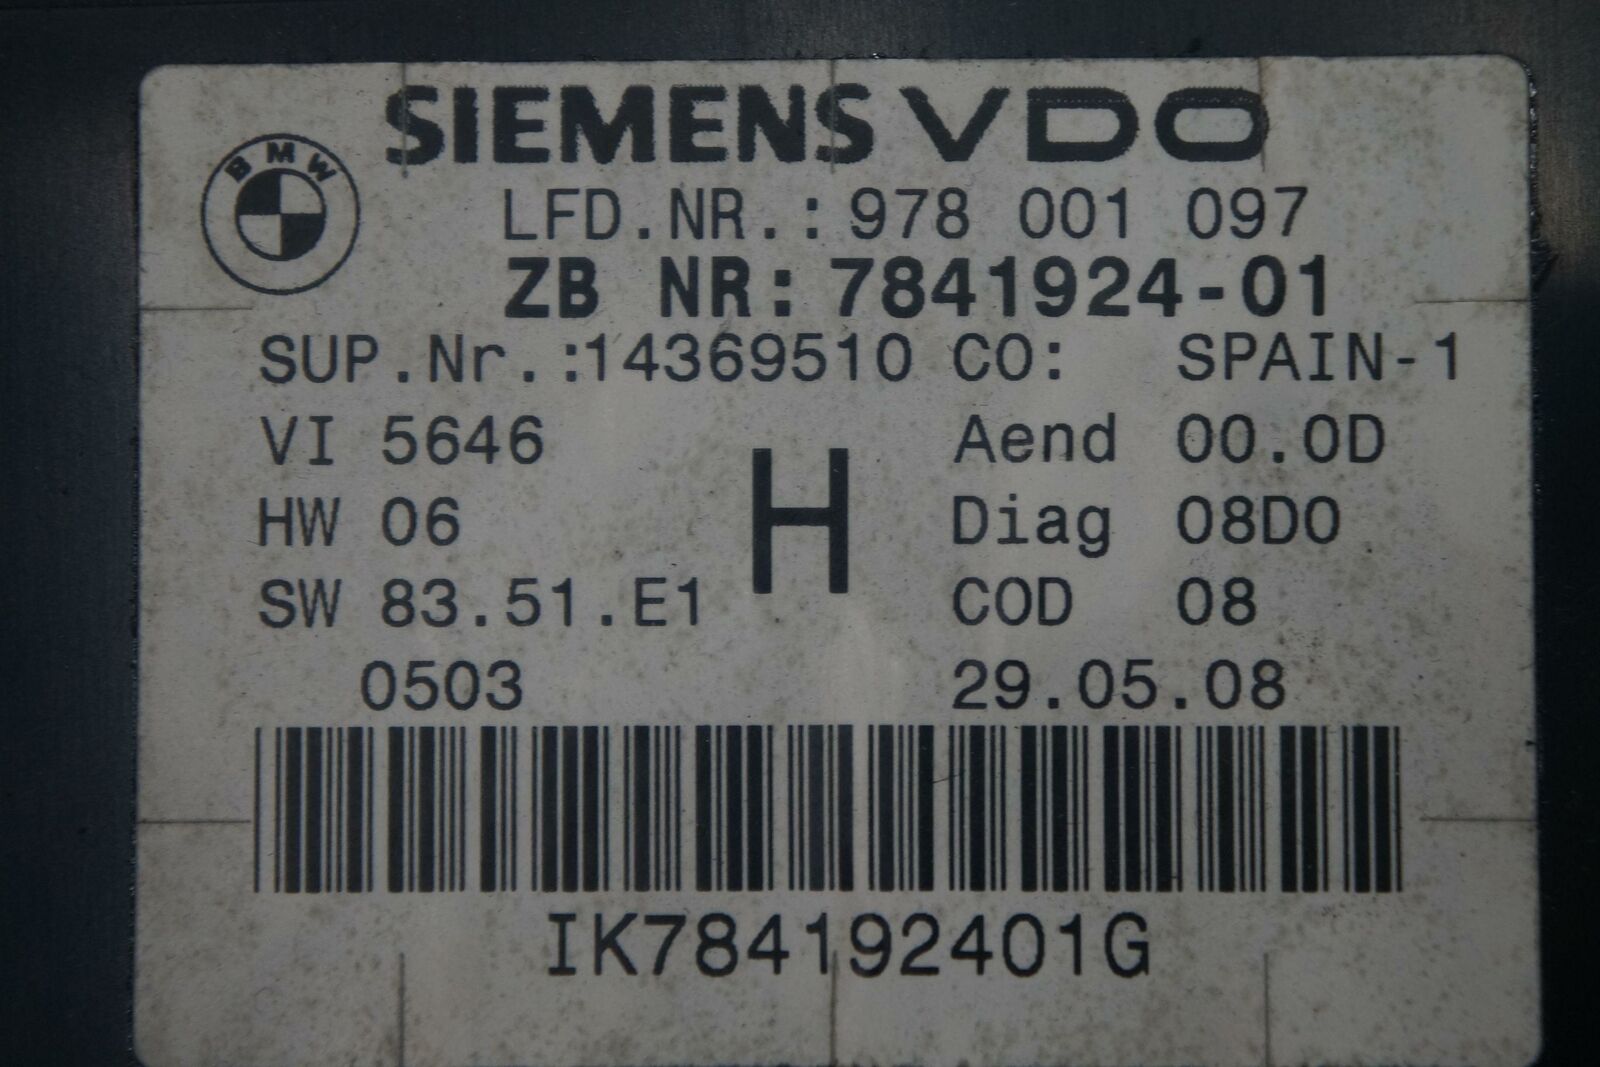 SIEMENS VDO
BMW
LFD.NR.:978 001 097
ZB NR:7841924-01
SUP.Nr.:14369510 CO: SPAIN-1
VI 5646 Aend 00.0D
H
HW 06 Diag 08D0
SW 83.51.E1 COD 08
0503 29.05.08
IK784192401G